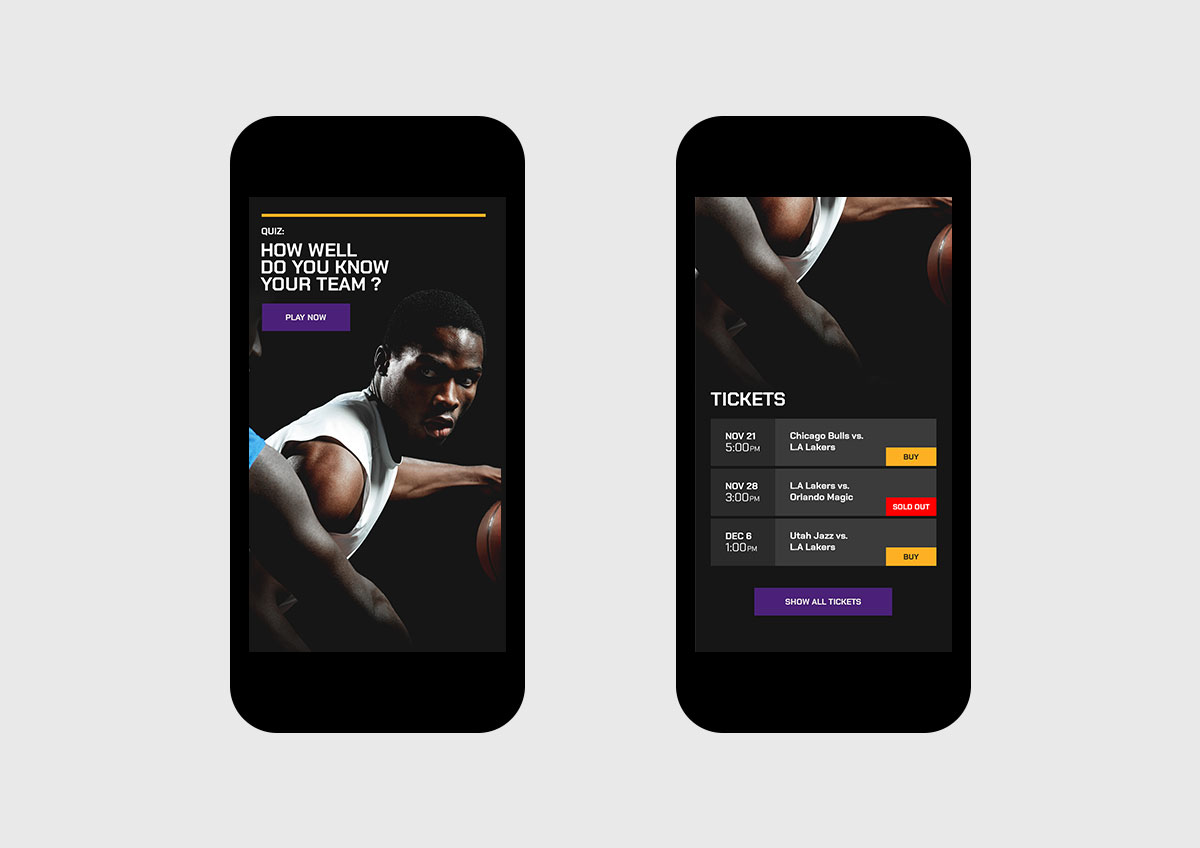 QUIZ:
HOW WELL
DO YOU KNOW
YOUR TEAM ?
PLAY NOW
TICKETS
NOV 21
5:00PM
Chicago Bulls vs.
L.A Lakers
BUY
NOV 28
3:00PM
L.A Lakers vs.
Orlando Magic
SOLD OUT
DEC 6
1:00PM
Utah Jazz vs.
L.A Lakers
BUY
SHOW ALL TICKETS